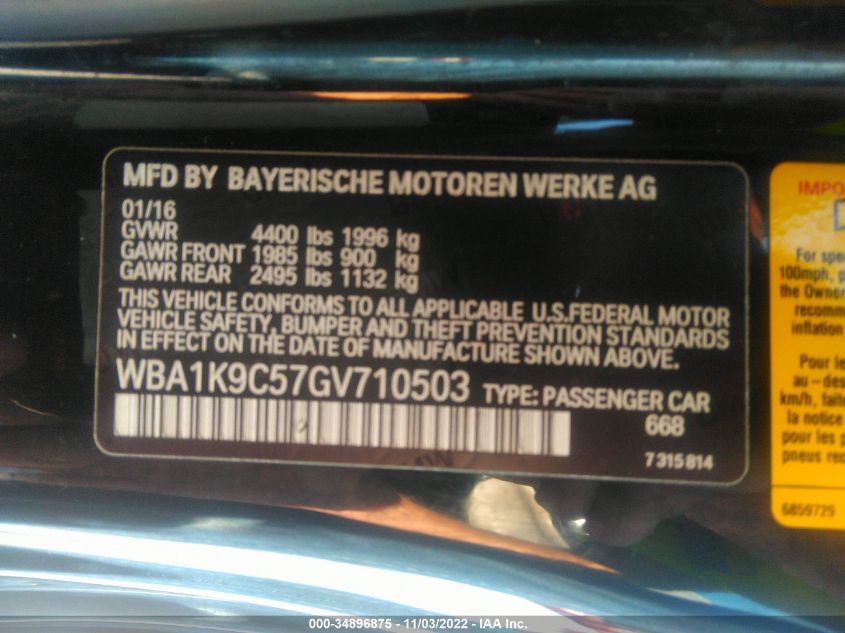 MFD BY BAYERISCHE MOTOREN WERKE AG
01/16
GVWR 4400 lbs 1996 kg
GAWR FRONT 1985 lbs 900 kg
GAWR REAR 2495 lbs 1132 kg
THIS VEHICLE CONFORMS TO ALL APPLICABLE U.S.FEDERAL MOTOR
VEHICLE SAFETY, BUMPER AND THEFT PREVENTION STANDARDS
IN EFFECT ON THE DATE OF MANUFACTURE SHOWN ABOVE.
WBA1K9C57GV710503 TYPE: PASSENGER CAR
668
7 315 814
IMPO
For spe
100mph, p
the Owner
recomm
inflation
Pour le
au-des
km/h, faite
la notice
pour les p
pneus rec
6859729
000-34896875 - 11/03/2022 - IAA Inc.